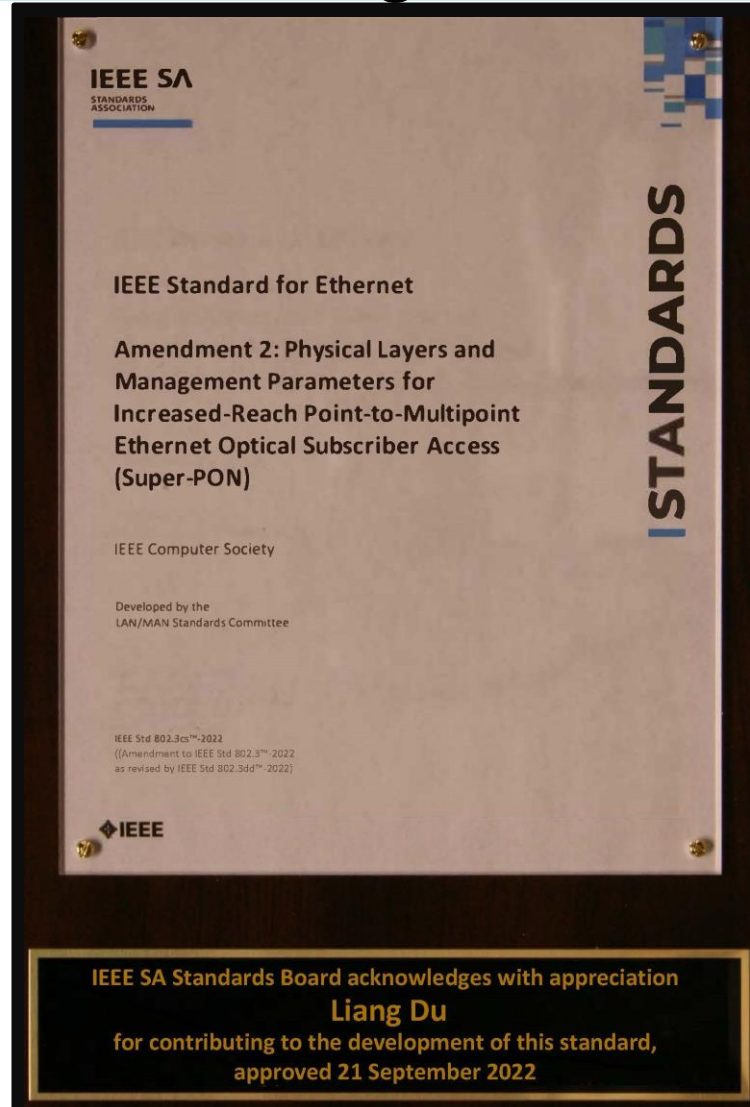 IEEE SA
STANDARDS
ASSOCIATION
STANDARDS
IEEE Standard for Ethernet
Amendment 2: Physical Layers and
Management Parameters for
Increased-Reach Point-to-Multipoint
Ethernet Optical Subscriber Access
(Super-PON)
IEEE Computer Society
Developed by the
LAN/MAN Standards Committee
IEEE Std 802.3cs™-2022
((Amendment to IEEE Std 802.3™-2022
as revised by IEEE Std 802.3dd™-2022)
IEEE
IEEE SA Standards Board acknowledges with appreciation
Liang Du
for contributing to the development of this standard,
approved 21 September 2022